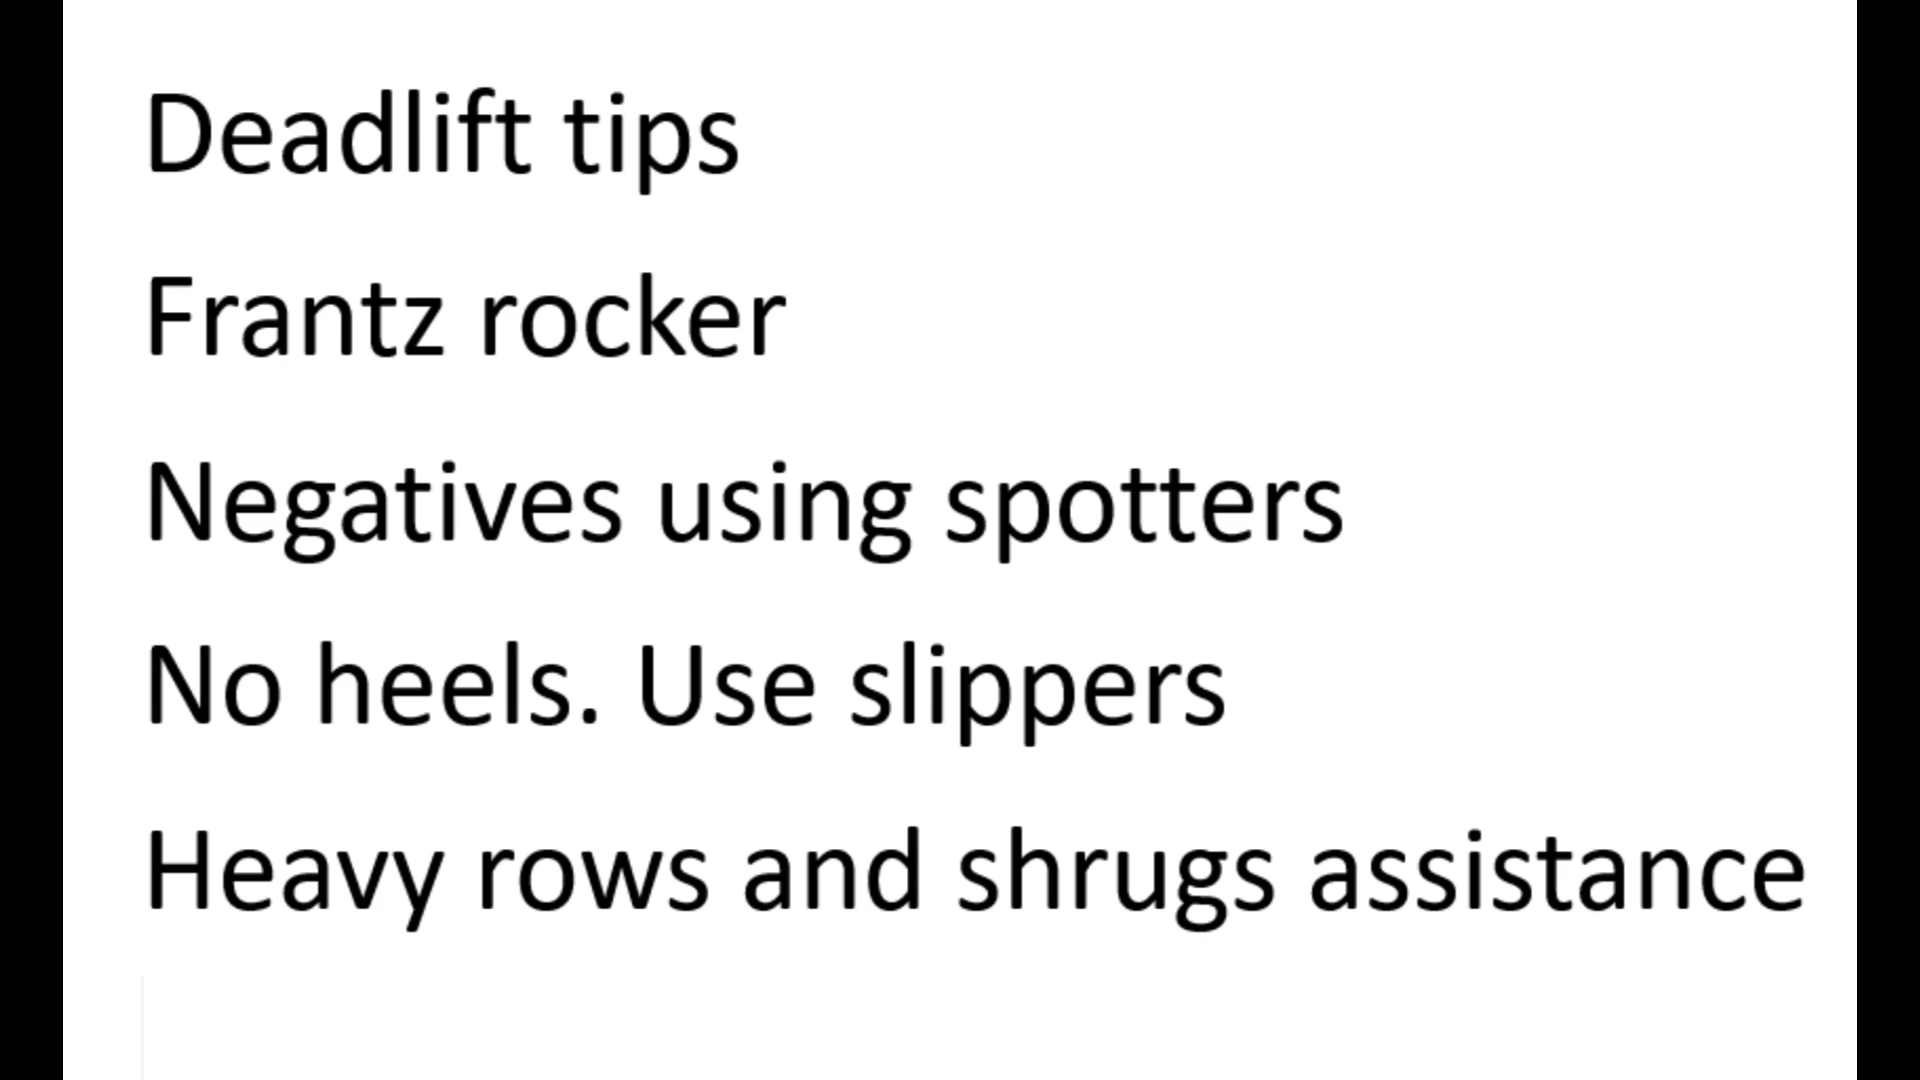 Deadlift tips
Frantz rocker
Negatives using spotters
No heels. Use slippers
Heavy rows and shrugs assistance